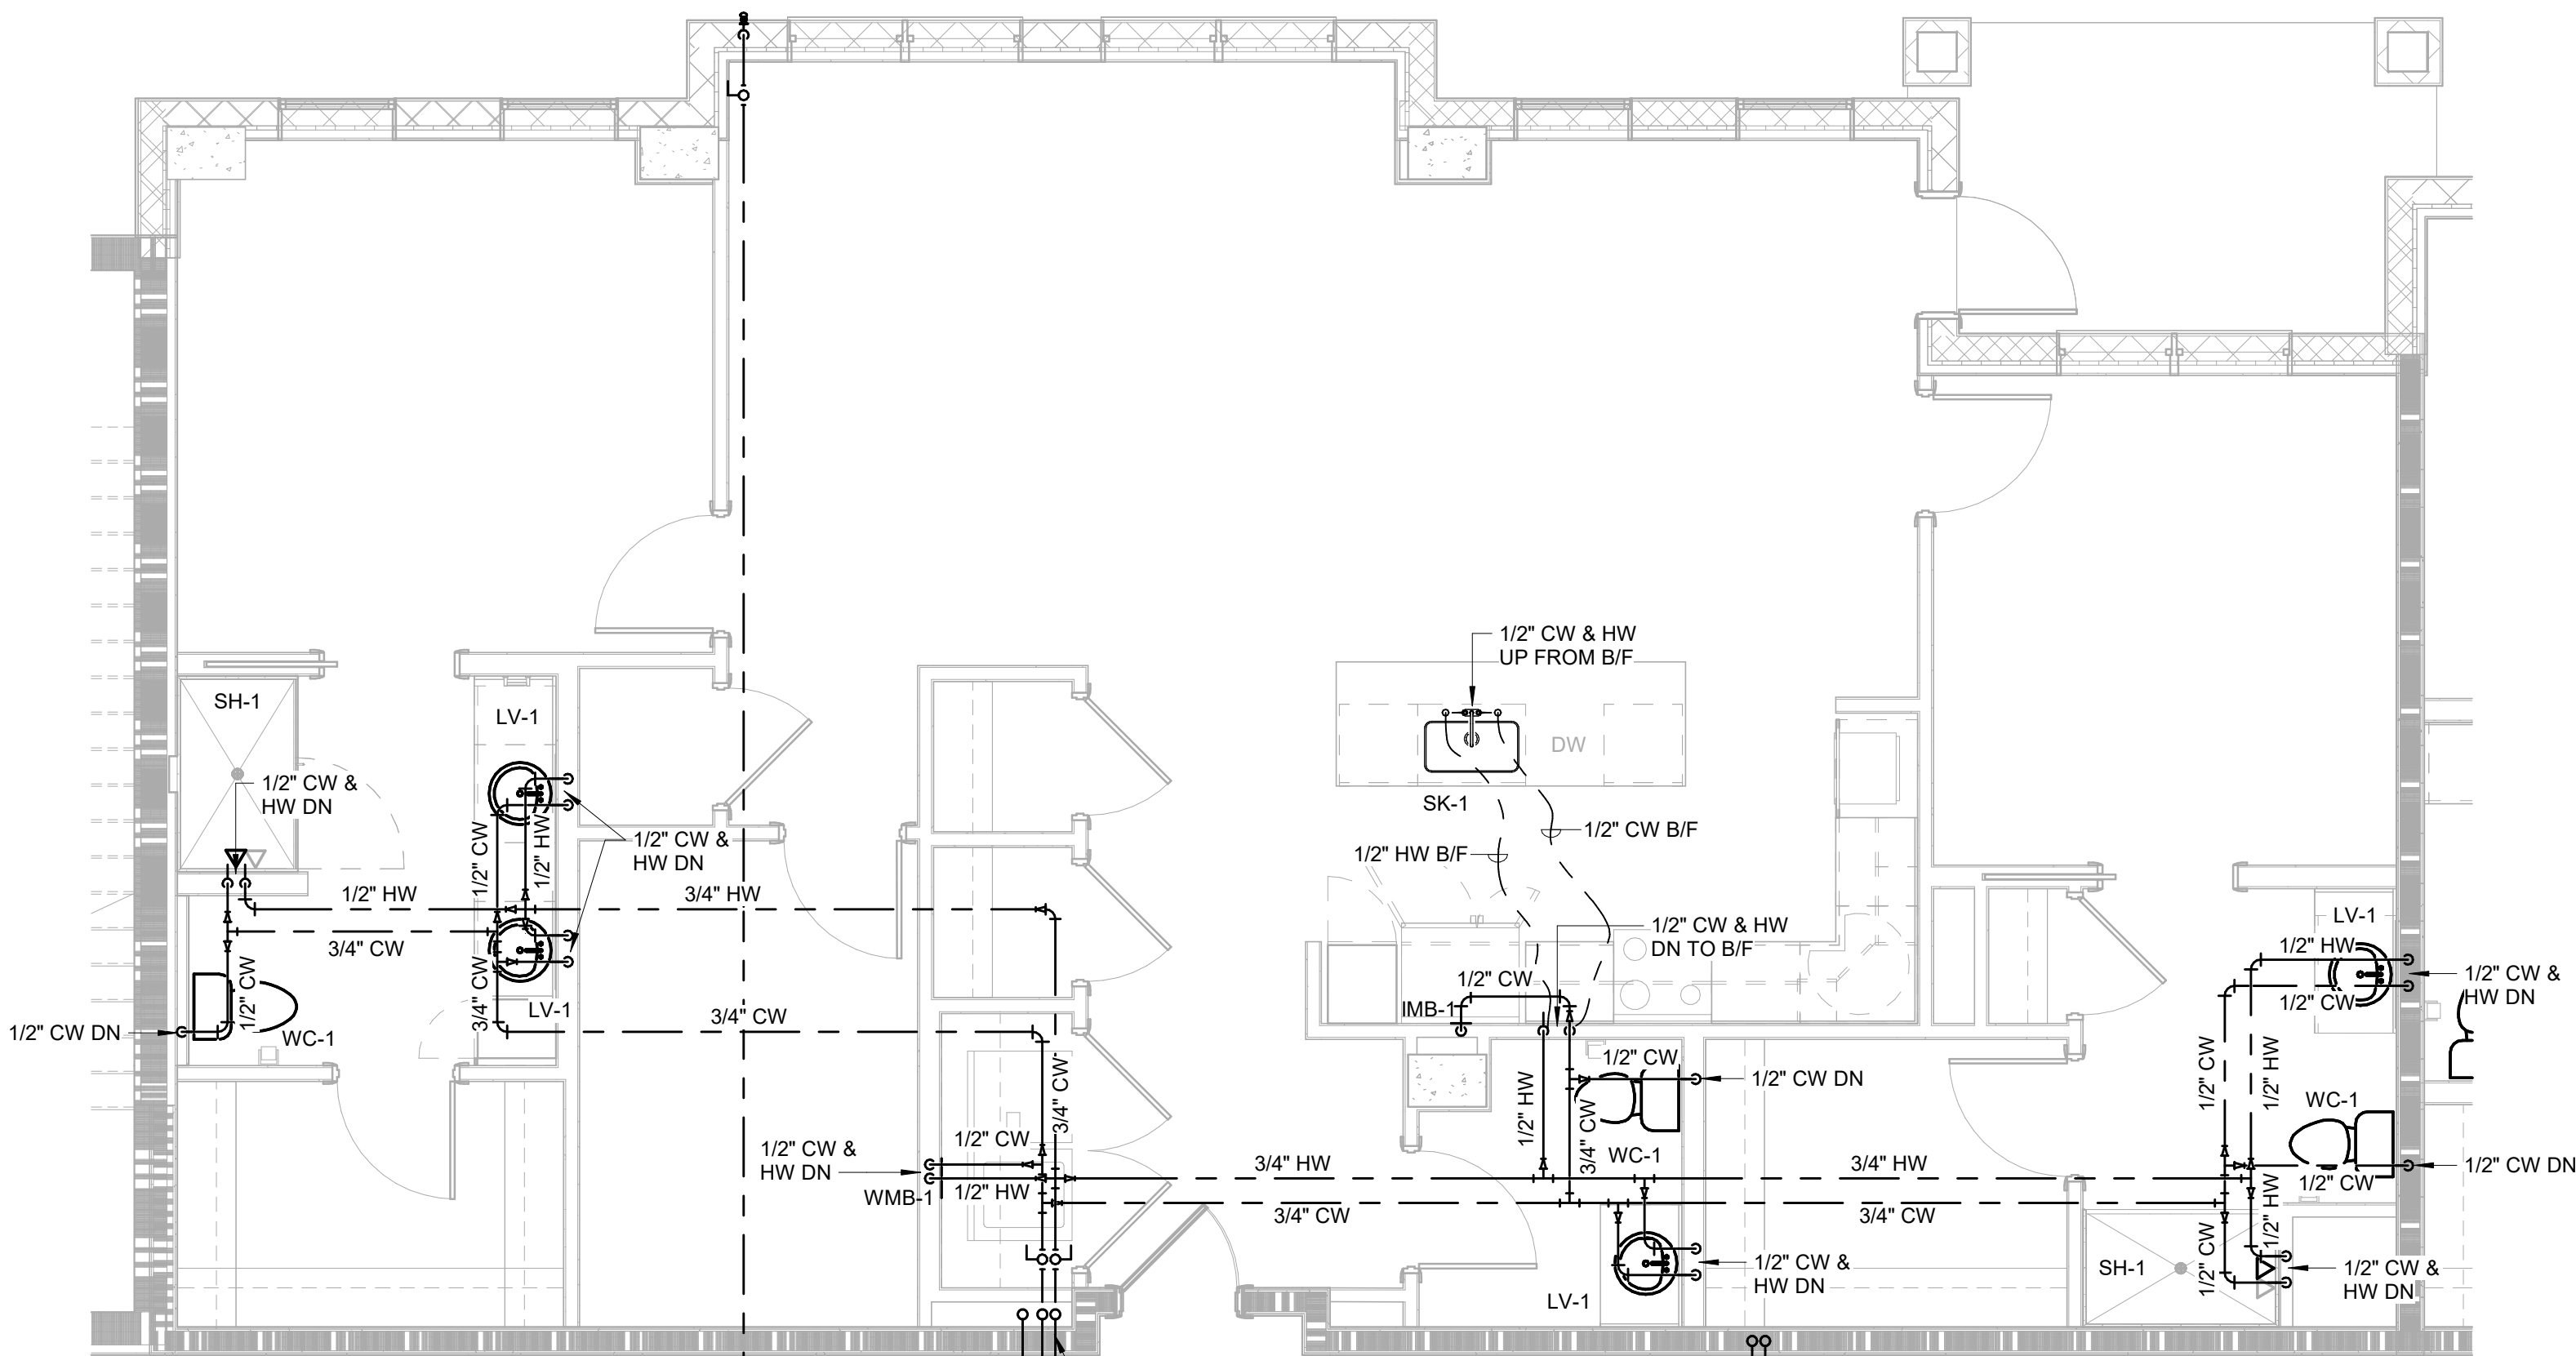 1/2" CW & HW
UP FROM B/F
SH-1
LV-1
DW
1/2" CW &
HW DN
SK-1
1/2" CW B/F
1/2" CW
1/2" HW
1/2" CW &
HW DN
1/2" HW B/F
1/2" HW
3/4" HW
1/2" CW & HW
DN TO B/F
LV-1
3/4" CW
1/2" HW
1/2" CW &
HW DN
1/2" CW
3/4" CW
1/2" CW
1/2" CW
LV-1
3/4" CW
IMB-1
1/2" CW DN
WC-1
1/2" CW
1/2" CW DN
1/2" CW
1/2" HW
3/4" CW
1/2" HW
3/4" CW
WC-1
1/2" CW &
HW DN
1/2" CW
WC-1
3/4" HW
3/4" HW
1/2" CW DN
WMB-1
1/2" HW
1/2" CW
3/4" CW
3/4" CW
1/2" CW
1/2" HW
1/2" CW &
HW DN
SH-1
1/2" CW &
HW DN
LV-1